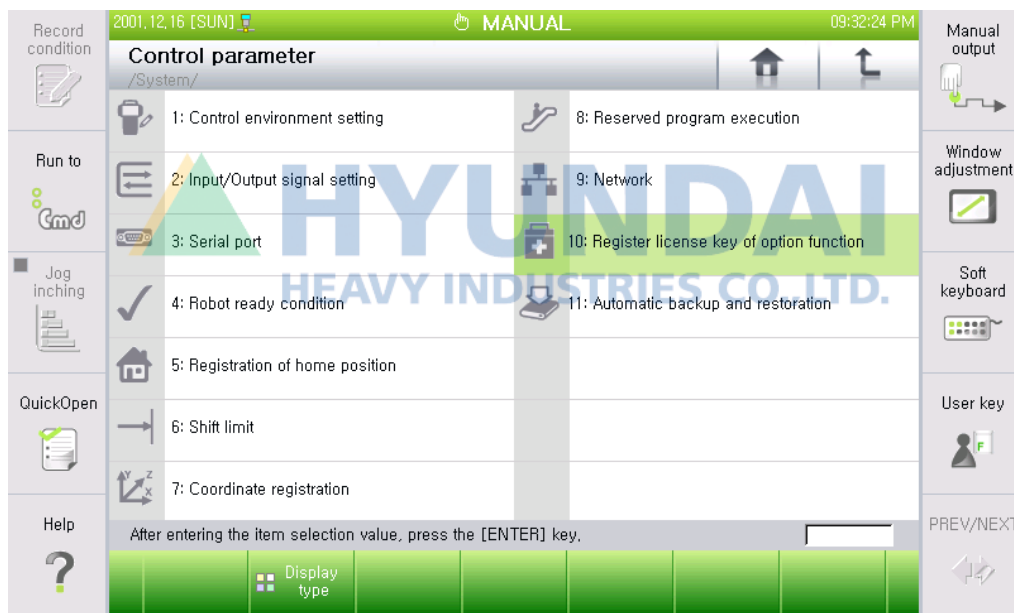 Record
condition
Run to
Cmd
Jog
inching
QuickOpen
Help
2001.12.16 [SUN]
MANUAL
09:32:24 PM
Control parameter
/System/
1: Control environment setting
2: Input/Output signal setting
3: Serial port
4: Robot ready condition
5: Registration of home position
6: Shift limit
7: Coordinate registration
8: Reserved program execution
9: Network
10: Register license key of option function
11: Automatic backup and restoration
HYUNDAI
HEAVY INDUSTRIES CO.,LTD.
Y Z
X
After entering the item selection value, press the [ENTER] key.
Display
type
Manual
output
Window
adjustment
Soft
keyboard
User key
F
PREV/NEXT